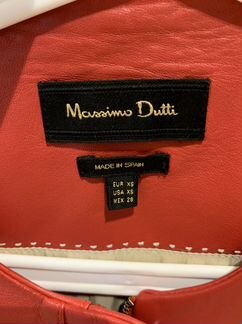 Massimo Dutti
MADE IN SPAIN
EUR XS
USA XS
MEX 26